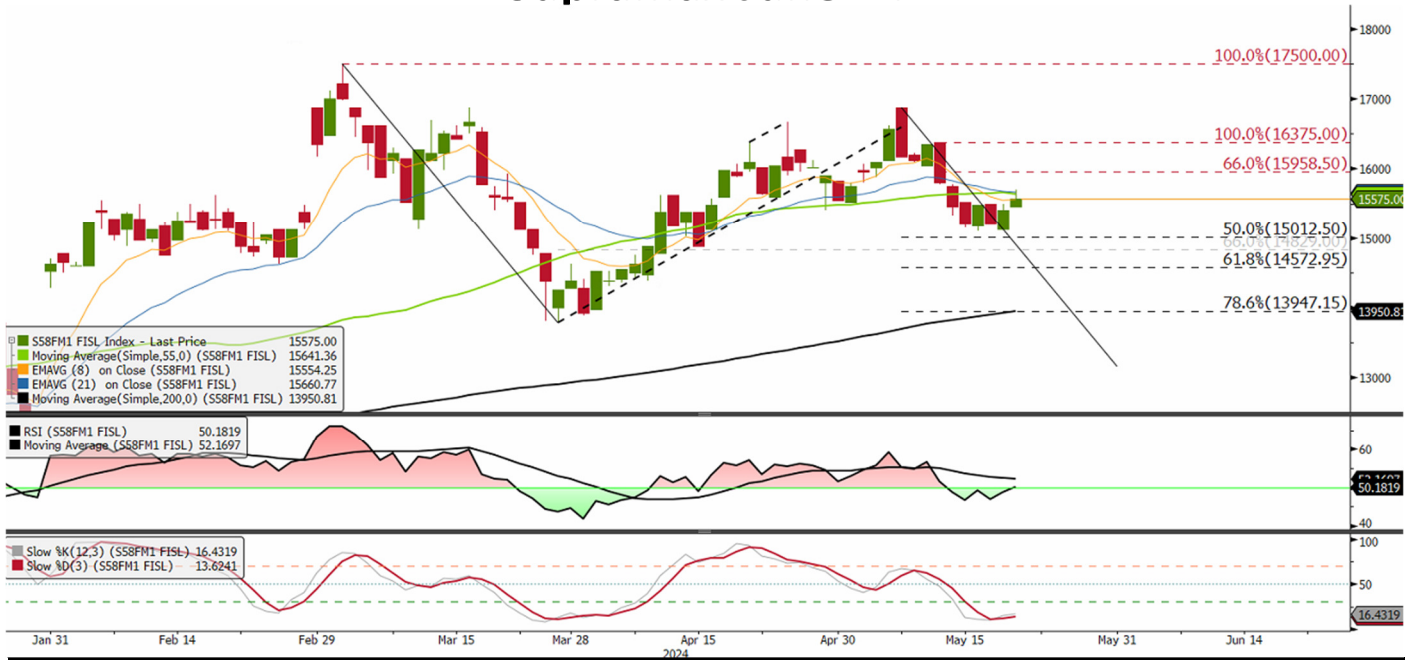 18000
100.0%(17500.00)
17000
100.0%(16375.00)
66.0%(15958.50)
16000
15575.00
50.0%(15012.50)
15000
66.0%(14829.00)
61.8%(14572.95)
78.6%(13947.15)
13950.81
13000
S58FM1 FISL Index - Last Price 15575.00
Moving Average(Simple,55,0) (S58FM1 FISL) 15641.36
EMAVG (8) on Close (S58FM1 FISL) 15554.25
EMAVG (21) on Close (S58FM1 FISL) 15660.77
Moving Average(Simple,200,0) (S58FM1 FISL) 13950.81
RSI (S58FM1 FISL) 50.1819
Moving Average (S58FM1 FISL) 52.1697
60
52.1697
50.1819
40
Slow %K(12,3) (S58FM1 FISL) 16.4319
Slow %D(3) (S58FM1 FISL) 13.6241
100
50
16.4319
Jan 31 Feb 14 Feb 29 Mar 15 Mar 28 Apr 15 Apr 30 May 15 May 31 Jun 14
2024